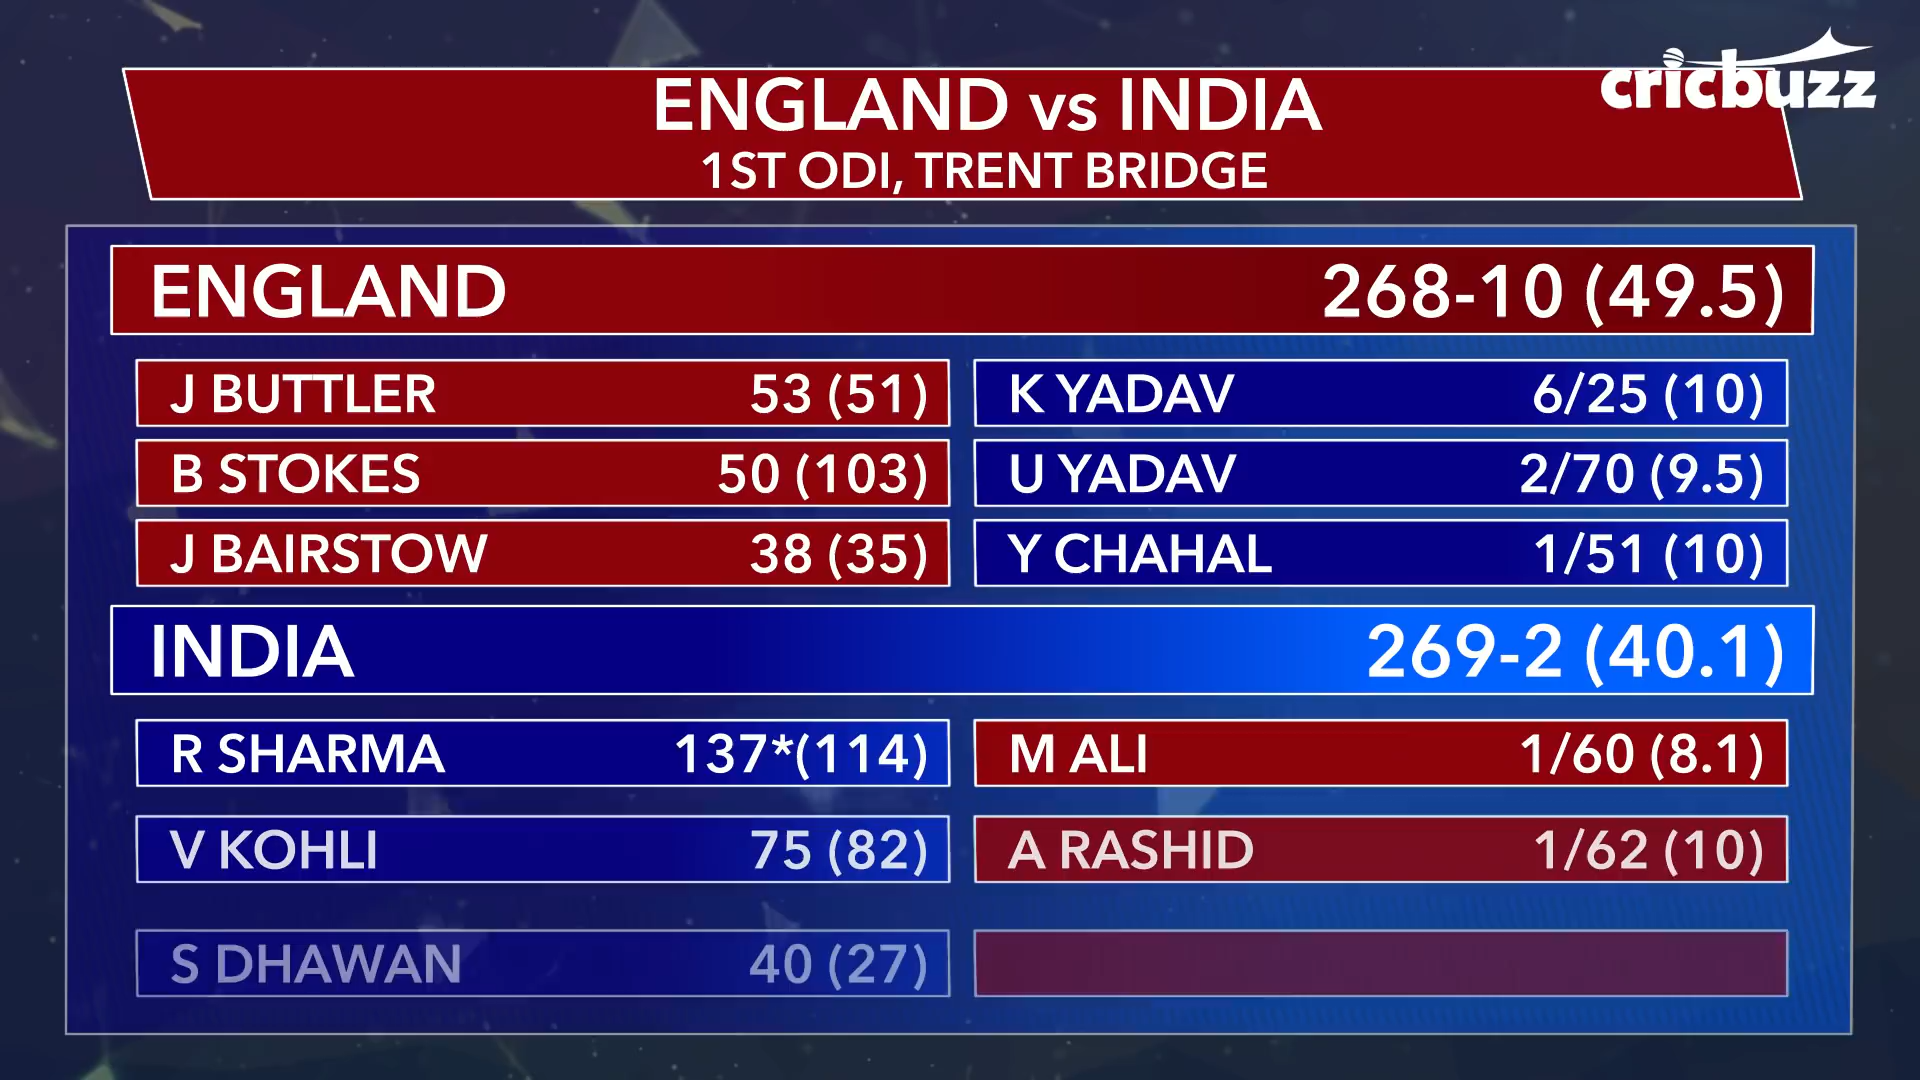 cricbuzz
ENGLAND vs INDIA
1ST ODI, TRENT BRIDGE
ENGLAND 268-10 (49.5)
J BUTTLER 53 (51) K YADAV 6/25 (10)
B STOKES 50 (103) U YADAV 2/70 (9.5)
J BAIRSTOW 38 (35) Y CHAHAL 1/51 (10)
INDIA 269-2 (40.1)
R SHARMA 137*(114) M ALI 1/60 (8.1)
V KOHLI 75 (82) A RASHID 1/62 (10)
S DHAWAN 40 (27)